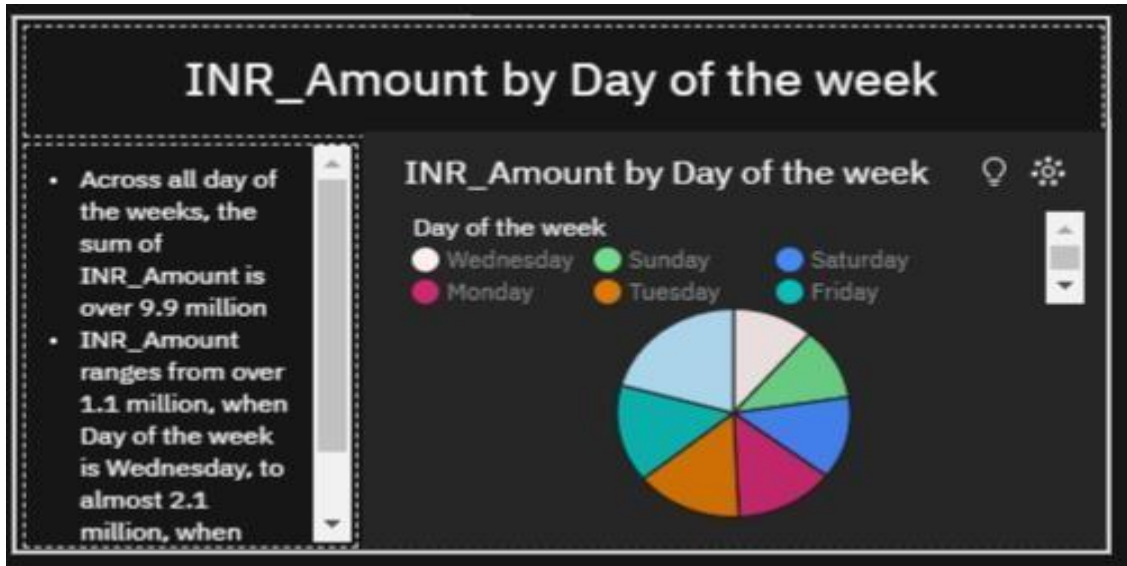 INR_Amount by Day of the week
• Across all day of
the weeks, the
sum of
INR_Amount is
over 9.9 million
• INR_Amount
ranges from over
1.1 million, when
Day of the week
is Wednesday, to
almost 2.1
million, when
INR_Amount by Day of the week
Day of the week
Wednesday Sunday Saturday
Monday Tuesday Friday